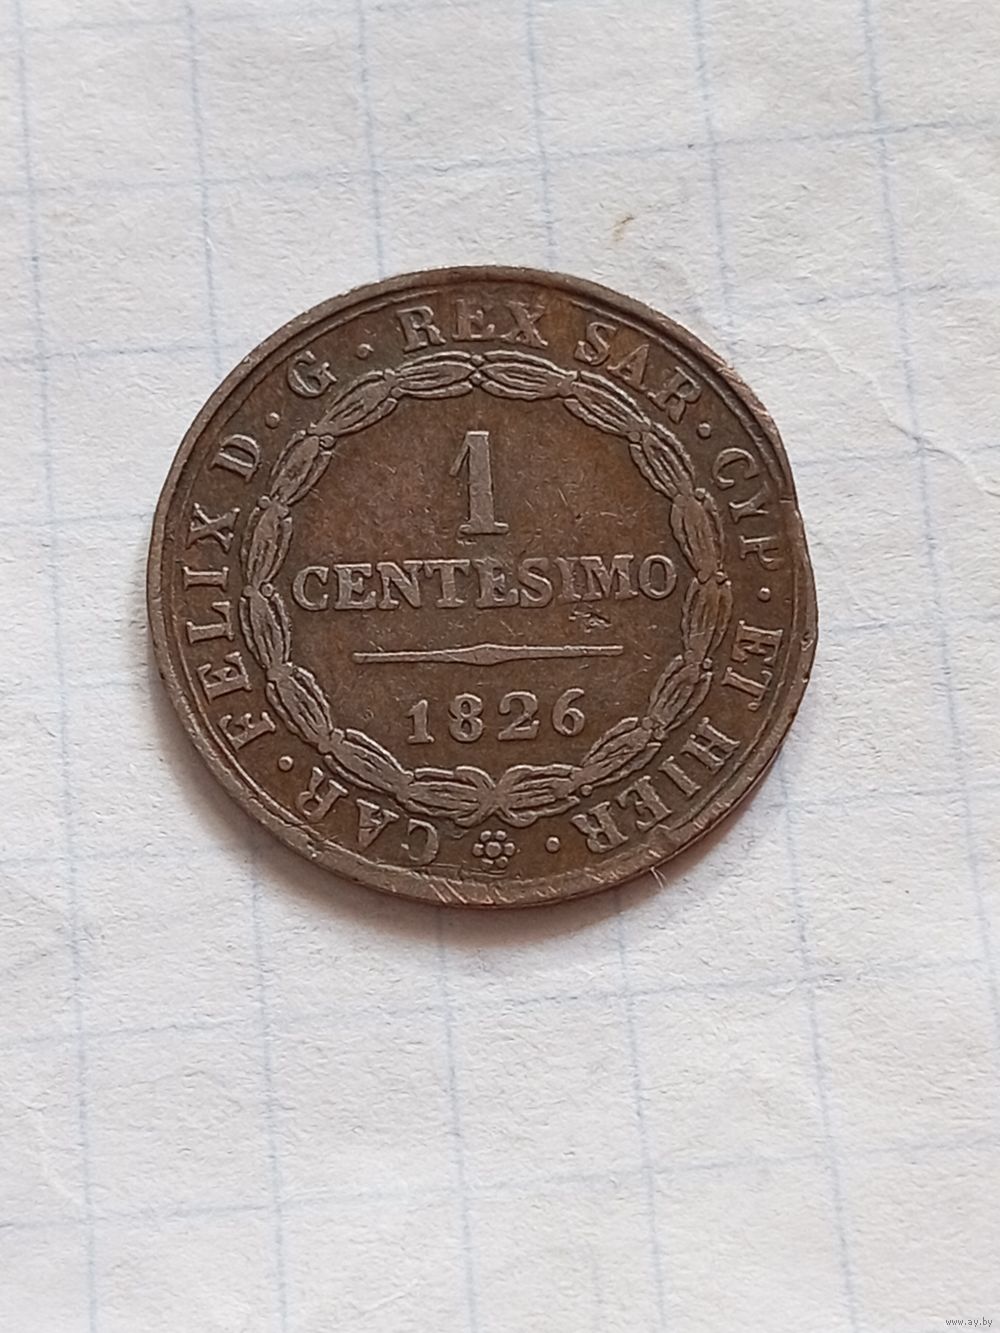 CAR · FELIX D · G · REX SAR · CYP · ET HIER ·
1
CENTESIMO
1826
www.ay.by